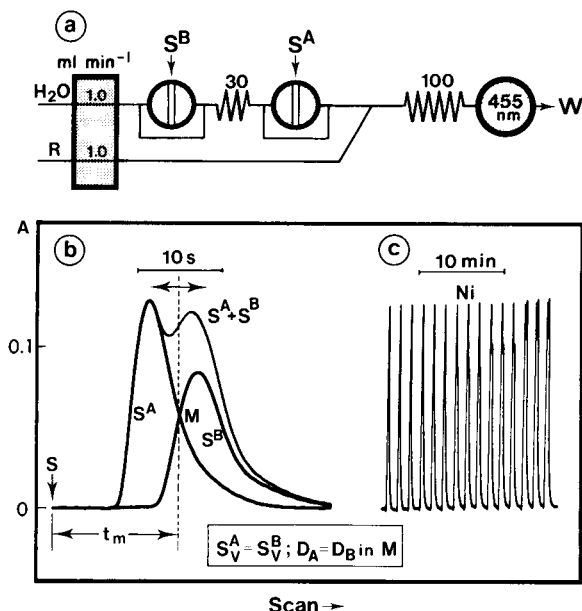 a
S^B
S^A
ml min⁻¹
H₂O
1.0
30
100
455 nm
W
R
1.0
A
b
c
10 s
10 min
Ni
S^A+S^B
0.1
S^A
M
S^B
S
0
t_m
S_V^A = S_V^B ; D_A = D_B in M
Scan →